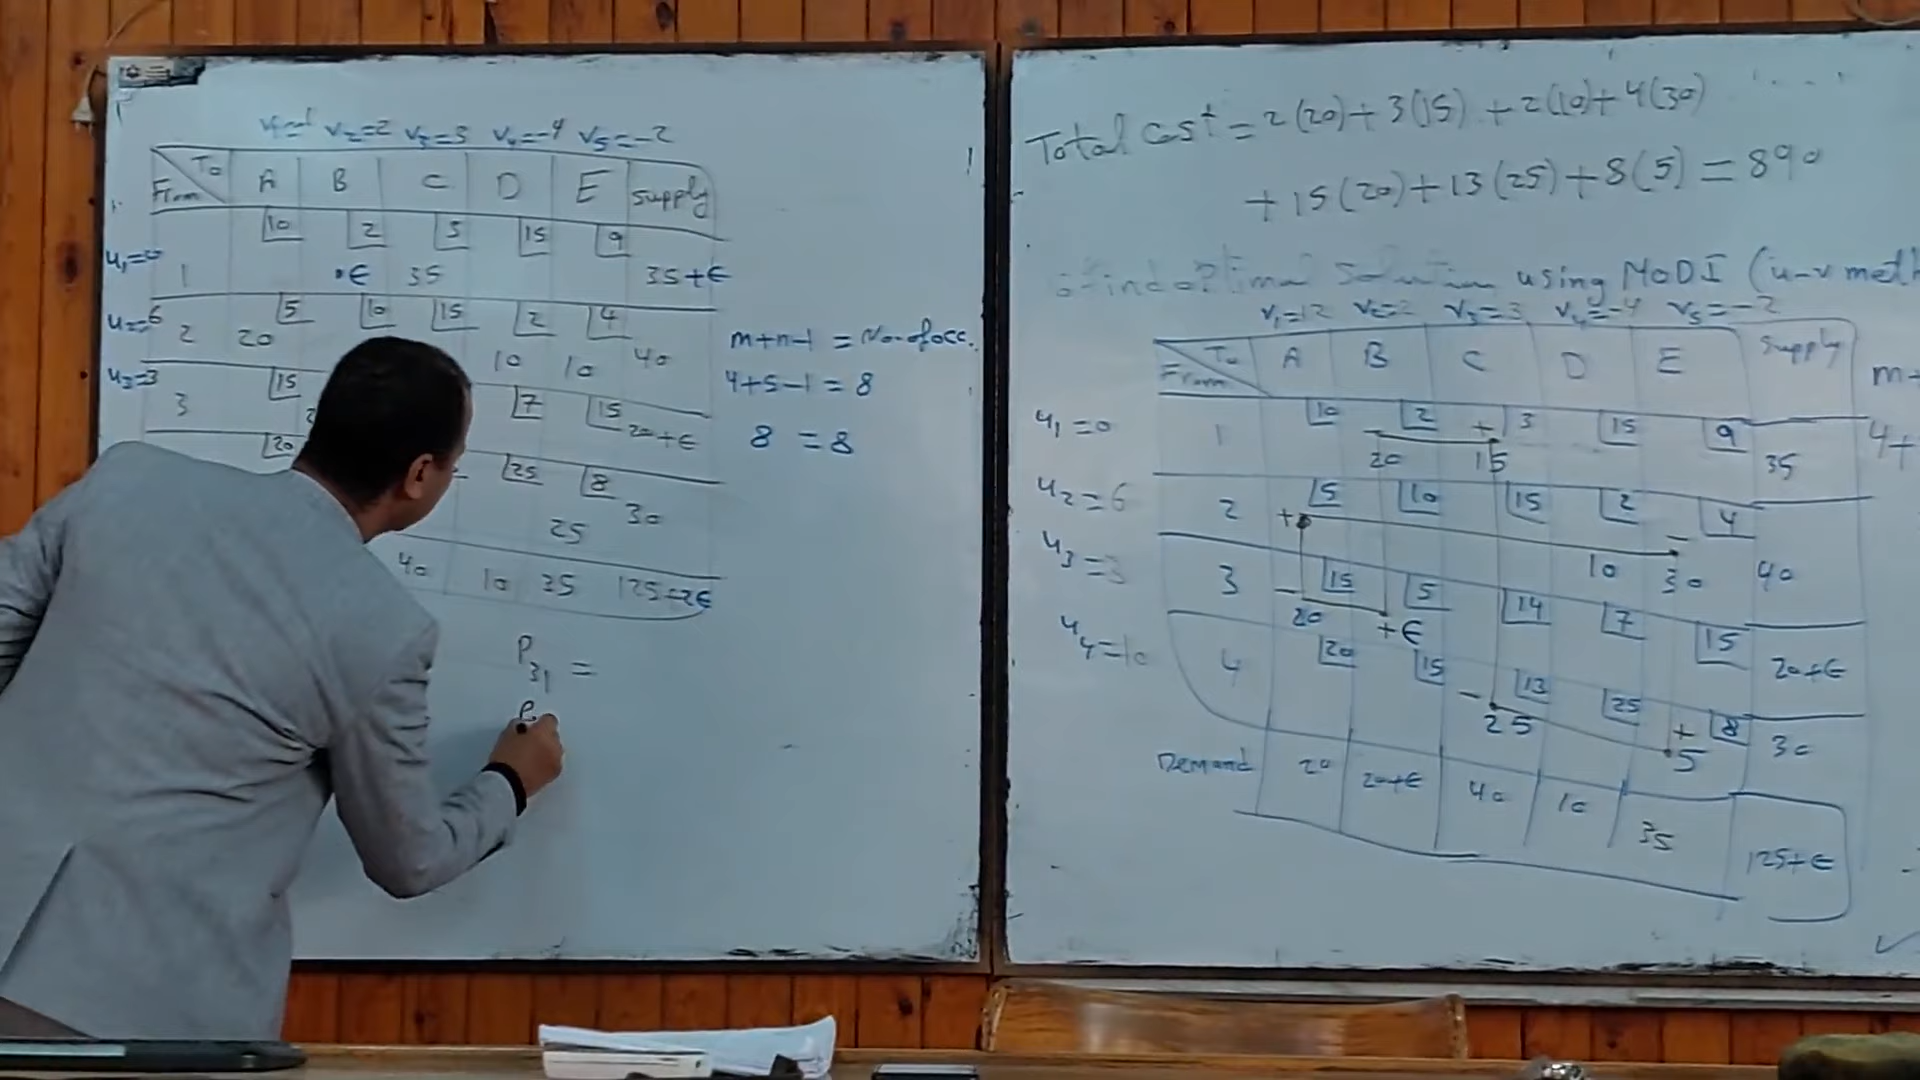 v₂=2 v₃=3 v₄=-4 v₅=-2
From To A B C D E Supply
10 2 3 15 9
u₁=0 1 ∈ 35 35+∈
5 10 15 2 4
u₂=6 2 20 10 10 40
u₃=3 3 15 7 15 20+∈
20 25 8
25 30
40 10 35 125+2∈
m+n-1 = No. of occ.
4+5-1=8
8 = 8
P₃₁ =
P
Total Cost = 2(20)+3(15)+2(10)+4(30)
+15(20)+13(25)+8(5)=890
optimal solution using MODI (u-v meth
v₁=12 v₂=2 v₃=3 v₄=-4 v₅=-2
From To A B C D E Supply
10 2 + 3 15 9
u₁=0 1 20 15 35
5 10 15 2 4
u₂=6 2 + - 10 30 40
15 5 14 7 15
u₃=3 3 - 20 +∈ 20+∈
20 15 13 25 8
u₄=10 4 - 25 + 5 30
Demand 20 20+∈ 40 10 35 125+∈
m+
4+